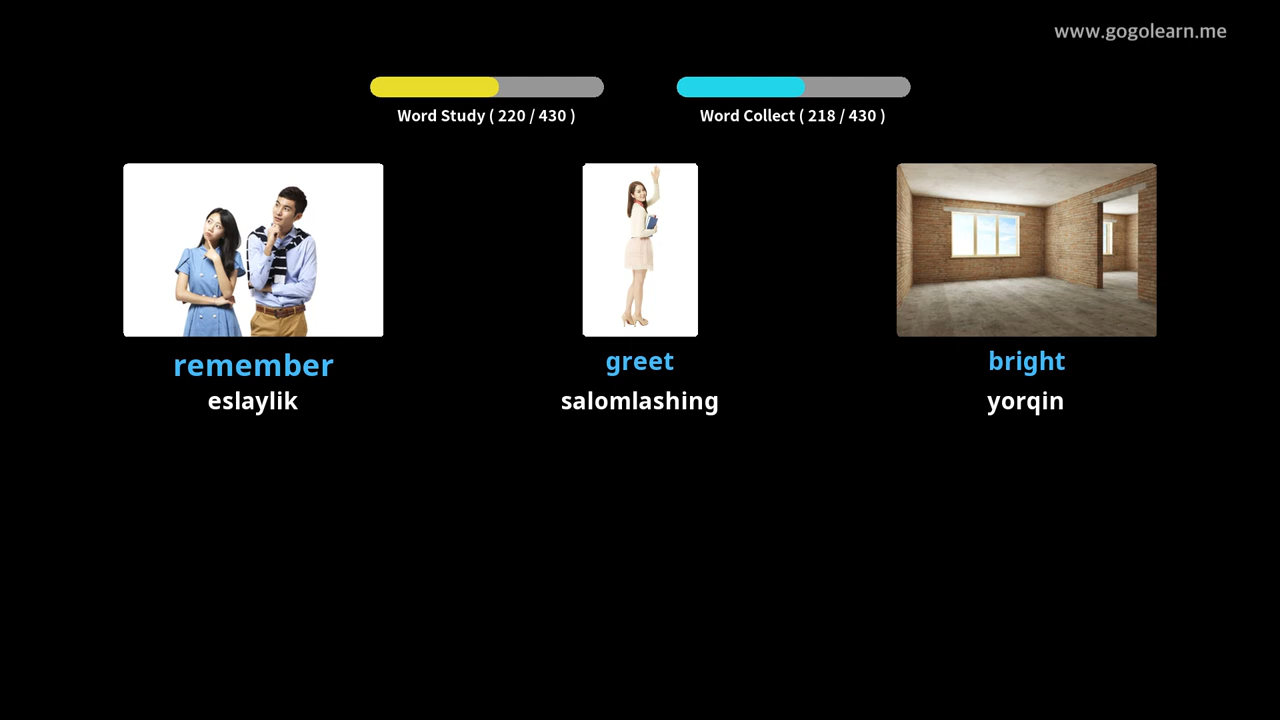 www.gogolearn.me
Word Study ( 220 / 430 )
Word Collect ( 218 / 430 )
remember
eslaylik
greet
salomlashing
bright
yorqin